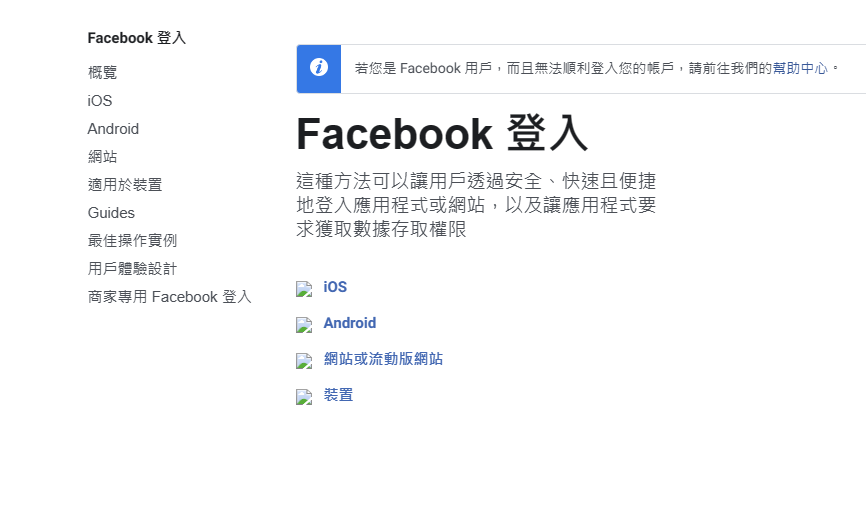 Facebook 登入
概覽
iOS
Android
網站
適用於裝置
Guides
最佳操作實例
用戶體驗設計
商家專用 Facebook 登入
若您是 Facebook 用戶，而且無法順利登入您的帳戶，請前往我們的幫助中心。
Facebook 登入
這種方法可以讓用戶透過安全、快速且便捷
地登入應用程式或網站，以及讓應用程式要
求獲取數據存取權限
iOS
Android
網站或流動版網站
裝置